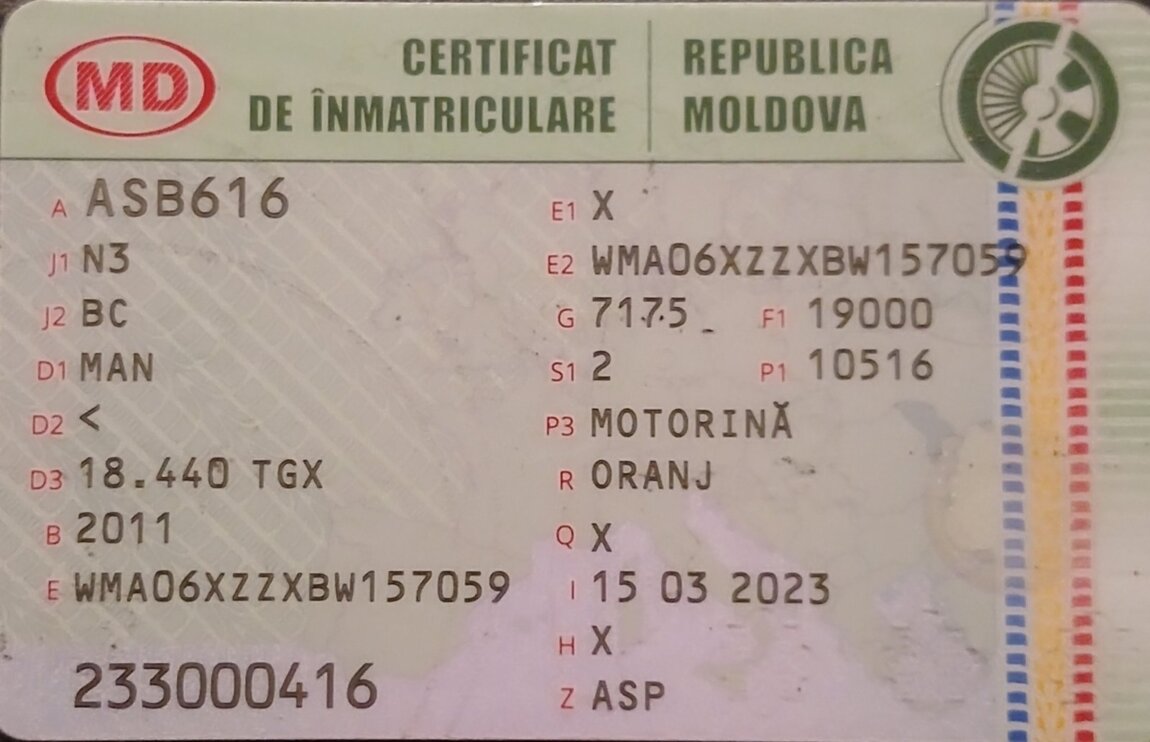 MD
CERTIFICAT
DE ÎNMATRICULARE
REPUBLICA
MOLDOVA
A ASB616
J1 N3
J2 BC
D1 MAN
D2 <
D3 18.440 TGX
B 2011
E WMA06XZZXBW157059
233000416
E1 X
E2 WMA06XZZXBW157059
G 7175 F1 19000
S1 2 P1 10516
P3 MOTORINĂ
R ORANJ
Q X
I 15 03 2023
H X
Z ASP